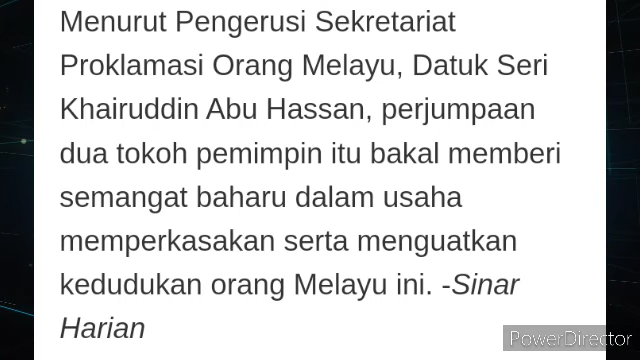 Menurut Pengerusi Sekretariat
Proklamasi Orang Melayu, Datuk Seri
Khairuddin Abu Hassan, perjumpaan
dua tokoh pemimpin itu bakal memberi
semangat baharu dalam usaha
memperkasakan serta menguatkan
kedudukan orang Melayu ini. -Sinar
Harian
PowerDirector